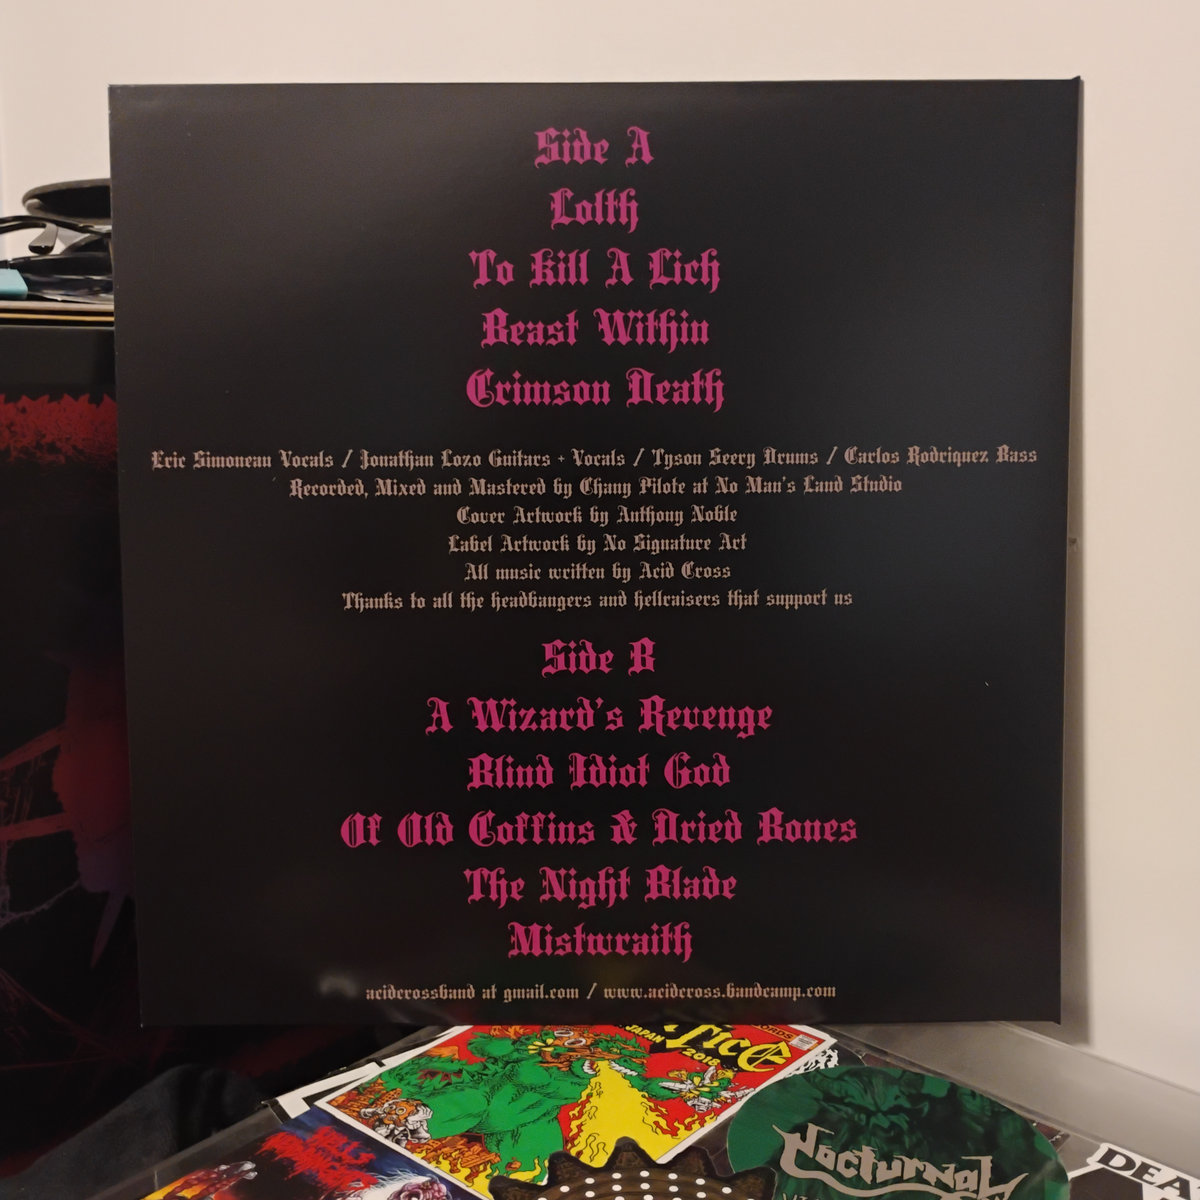 Side A
Lolth
To Kill A Lich
Beast Within
Crimson Death
Eric Simoneau Vocals / Jonathan Lozo Guitars + Vocals / Tyson Seery Drums / Carlos Rodriquez Bass
Recorded, Mixed and Mastered by Chany Pilote at No Man's Land Studio
Cover Artwork by Anthony Noble
Label Artwork by No Signature Art
All music written by Acid Cross
Thanks to all the headbangers and hellraisers that support us
Side B
A Wizard's Revenge
Blind Idiot God
Of Old Coffins & Dried Bones
The Night Blade
Mistwraith
acidcrossband at gmail.com / www.acidcross.bandcamp.com
JAPAN 2018
Nocturnal